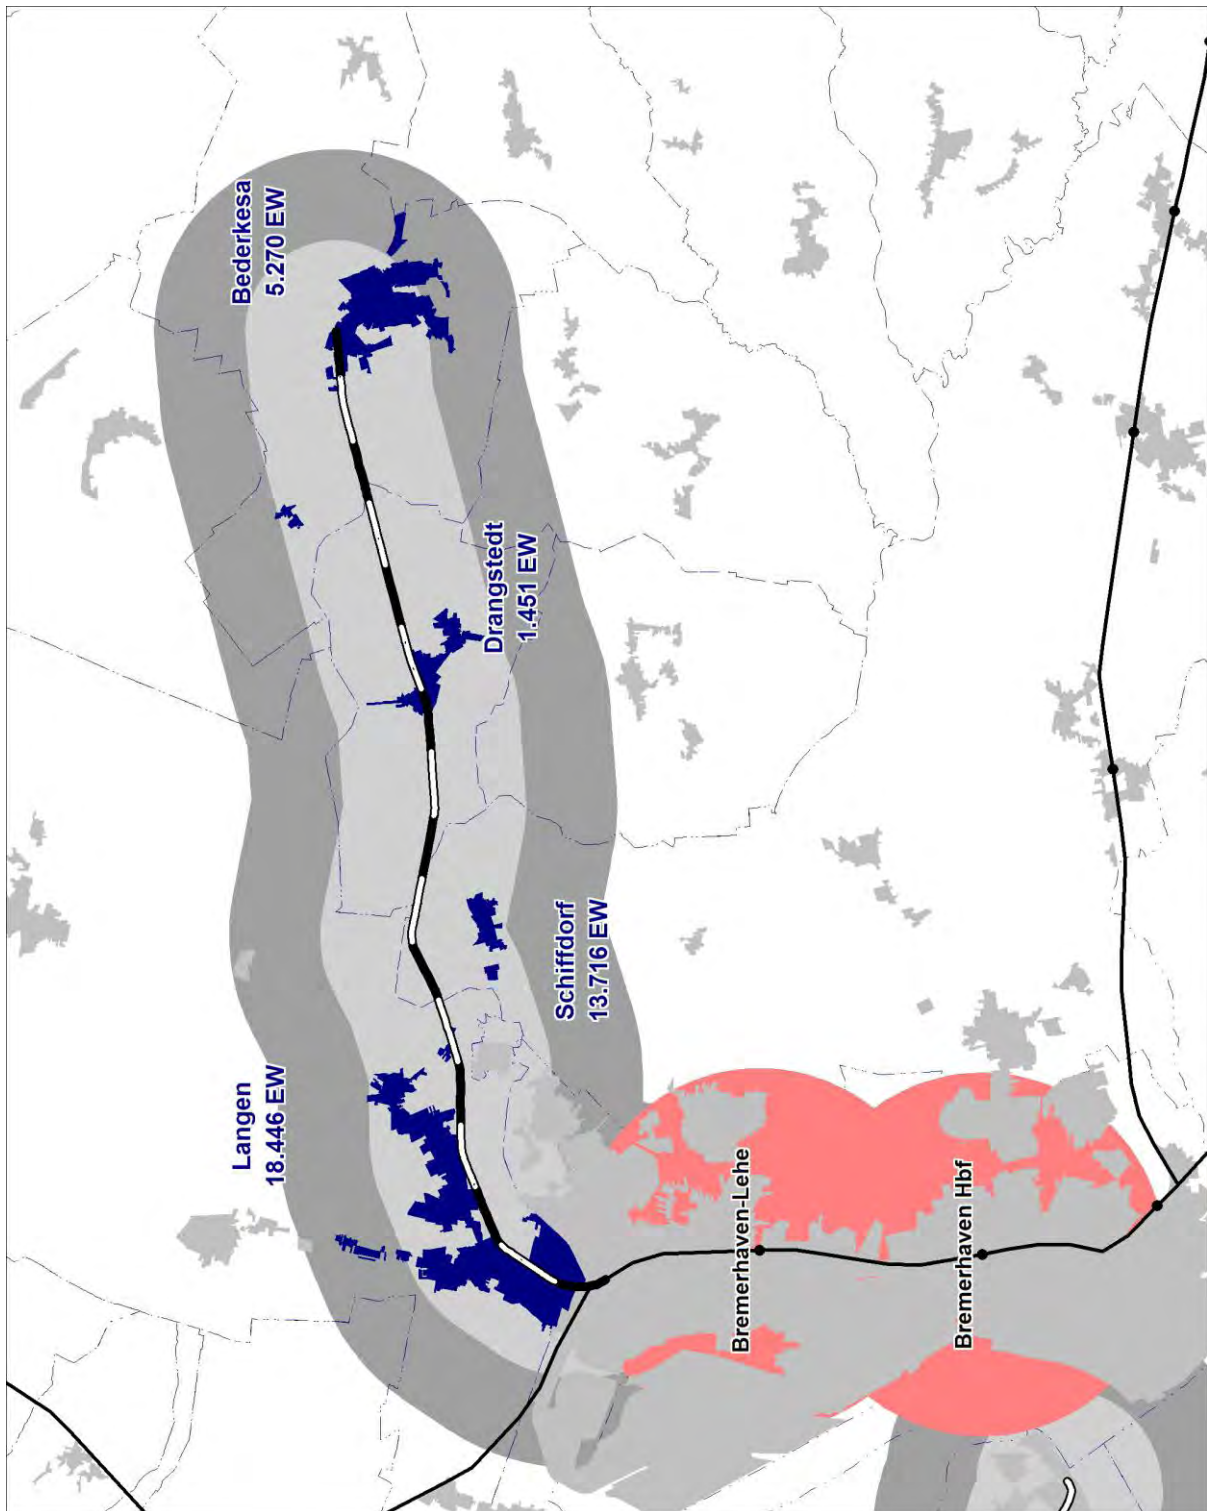 Bederkesa
5.270 EW
Drangstedt
1.451 EW
Schiffdorf
13.716 EW
Langen
18.446 EW
Bremerhaven-Lehe
Bremerhaven Hbf